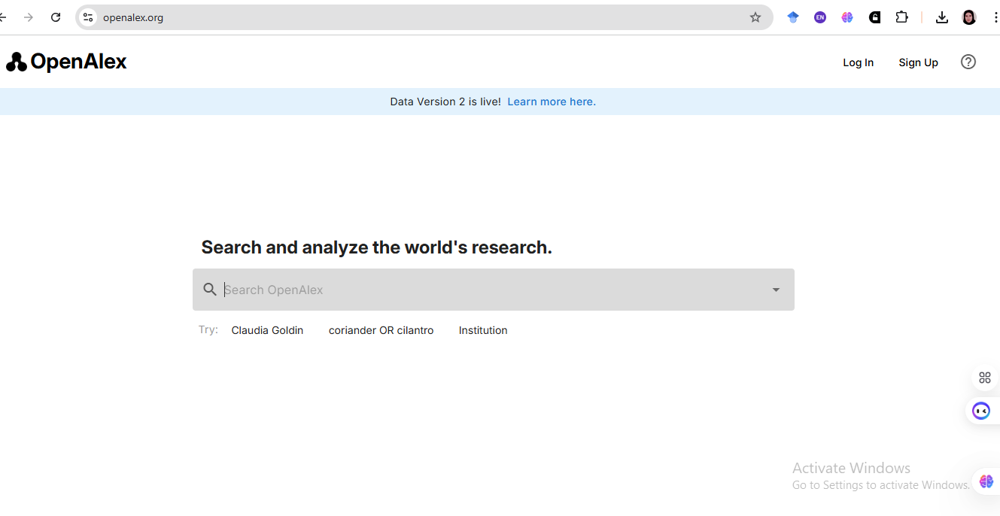 openalex.org
EN
OpenAlex
Log In
Sign Up
?
Data Version 2 is live! Learn more here.
Search and analyze the world's research.
Search OpenAlex
Try: Claudia Goldin coriander OR cilantro Institution
Activate Windows
Go to Settings to activate Windows.